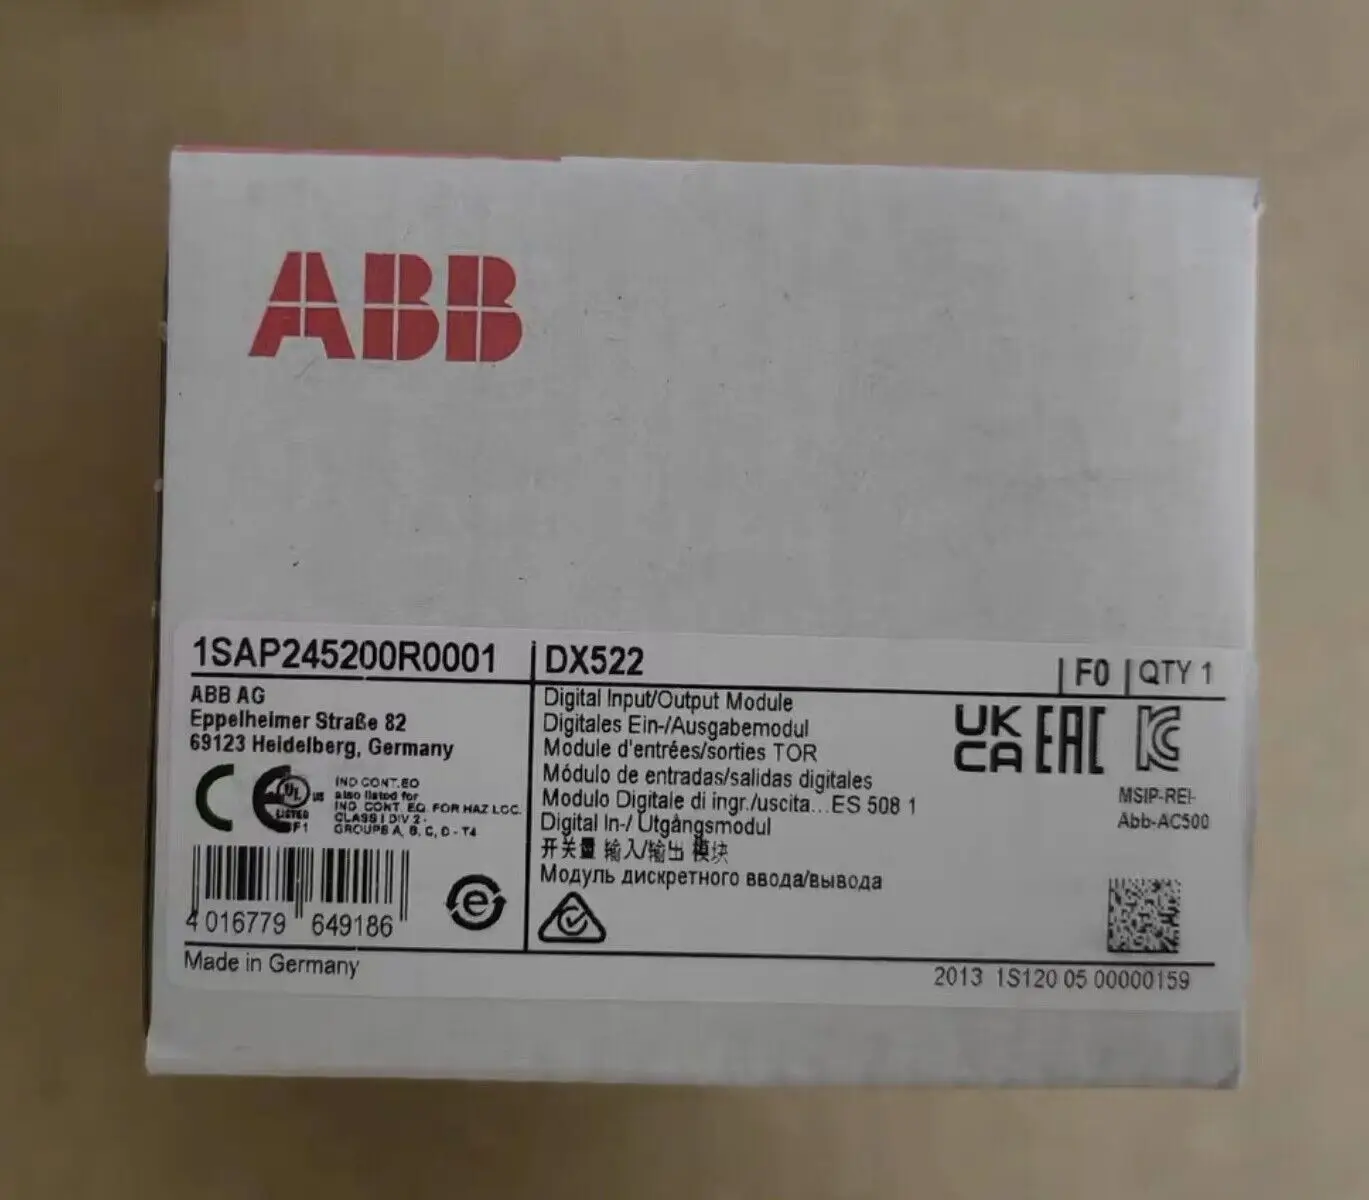 ABB
1SAP245200R0001
DX522
F0
QTY 1
ABB AG
Eppelheimer Straße 82
69123 Heidelberg, Germany
IND CONT.EQ
also listed for
IND. CONT. EQ. FOR HAZ LOC.
CLASS I DIV 2 -
GROUPS A, B, C, D - T4
UL
US
LISTED
4 016779 649186
Made in Germany
Digital Input/Output Module
Digitales Ein-/Ausgabemodul
Module d'entrées/sorties TOR
Módulo de entradas/salidas digitales
Modulo Digitale di ingr./uscita...ES 508 1
Digital In-/ Utgångsmodul
开关量 输入/输出 模块
Модуль дискретного ввода/вывода
UK
CA
EAC
MSIP-REI-
Abb-AC500
2013 1S120 05 00000159